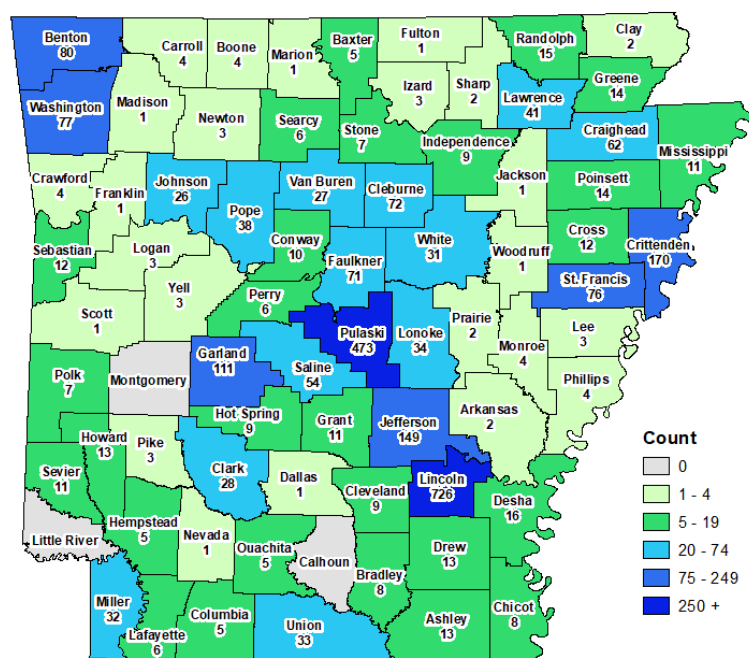 Benton
80
Carroll
4
Boone
4
Marion
1
Baxter
5
Fulton
1
Randolph
15
Clay
2
Washington
77
Madison
1
Newton
3
Searcy
6
Stone
7
Izard
3
Sharp
2
Lawrence
41
Greene
14
Independence
9
Craighead
62
Mississippi
11
Crawford
4
Franklin
1
Johnson
26
Pope
38
Van Buren
27
Cleburne
72
Jackson
1
Poinsett
14
Sebastian
12
Logan
3
Conway
10
Faulkner
71
White
31
Woodruff
1
Cross
12
Crittenden
170
St. Francis
76
Scott
1
Yell
3
Perry
6
Pulaski
473
Lonoke
34
Prairie
2
Monroe
4
Lee
3
Phillips
4
Polk
7
Montgomery
Garland
111
Saline
54
Hot Spring
9
Grant
11
Jefferson
149
Arkansas
2
Howard
13
Sevier
11
Pike
3
Clark
28
Dallas
1
Cleveland
9
Lincoln
726
Desha
16
Little River
Hempstead
5
Nevada
1
Ouachita
5
Calhoun
Bradley
8
Drew
13
Miller
32
Lafayette
6
Columbia
5
Union
33
Ashley
13
Chicot
8
Count
0
1 - 4
5 - 19
20 - 74
75 - 249
250 +